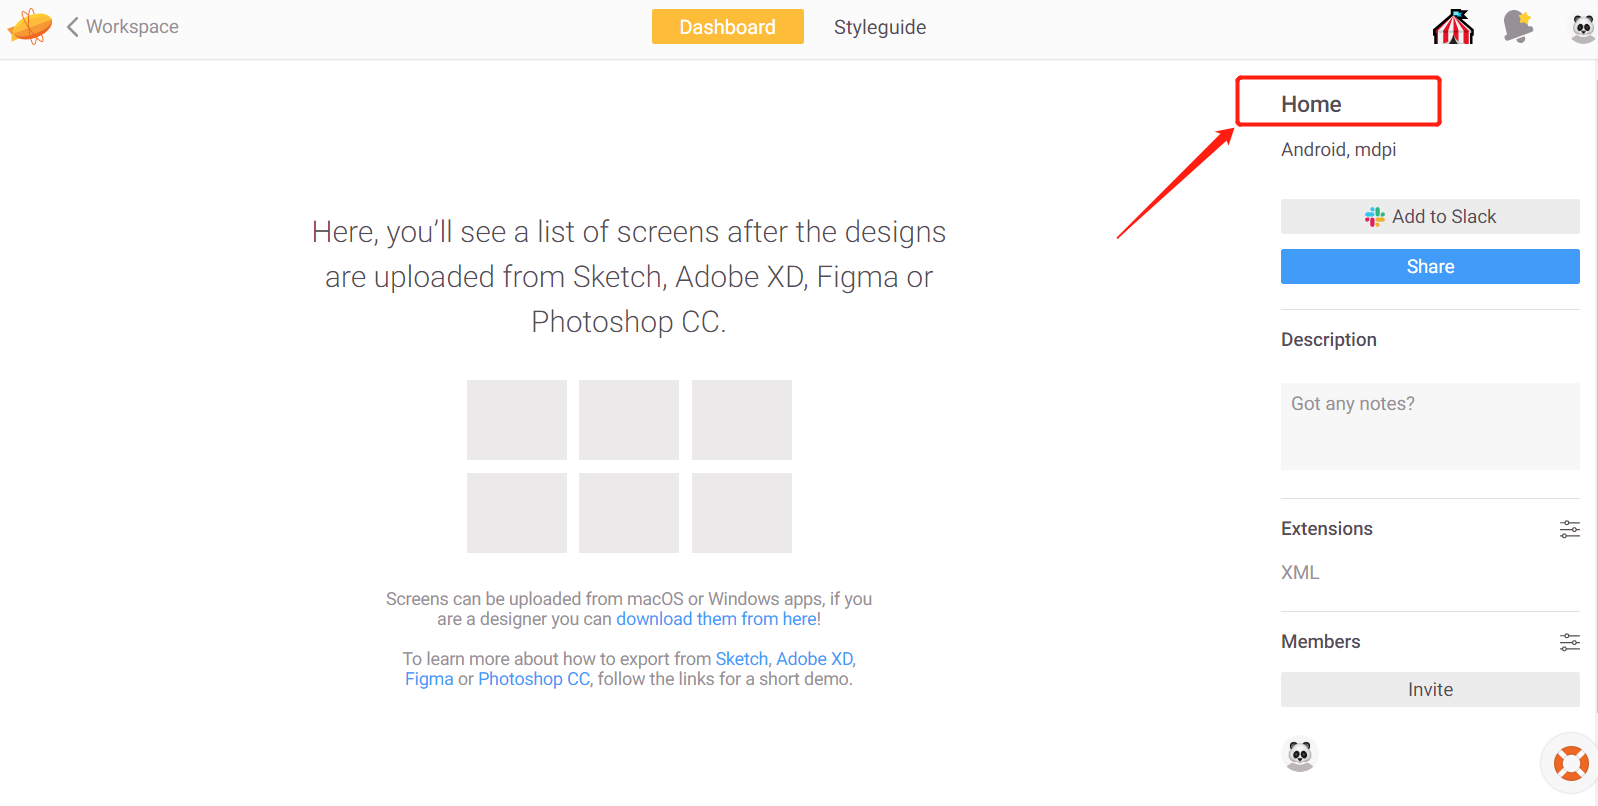 Workspace
Dashboard
Styleguide
Home
Android, mdpi
Add to Slack
Share
Description
Got any notes?
Extensions
XML
Members
Invite
Here, you’ll see a list of screens after the designs
are uploaded from Sketch, Adobe XD, Figma or
Photoshop CC.
Screens can be uploaded from macOS or Windows apps, if you
are a designer you can download them from here!
To learn more about how to export from Sketch, Adobe XD,
Figma or Photoshop CC, follow the links for a short demo.